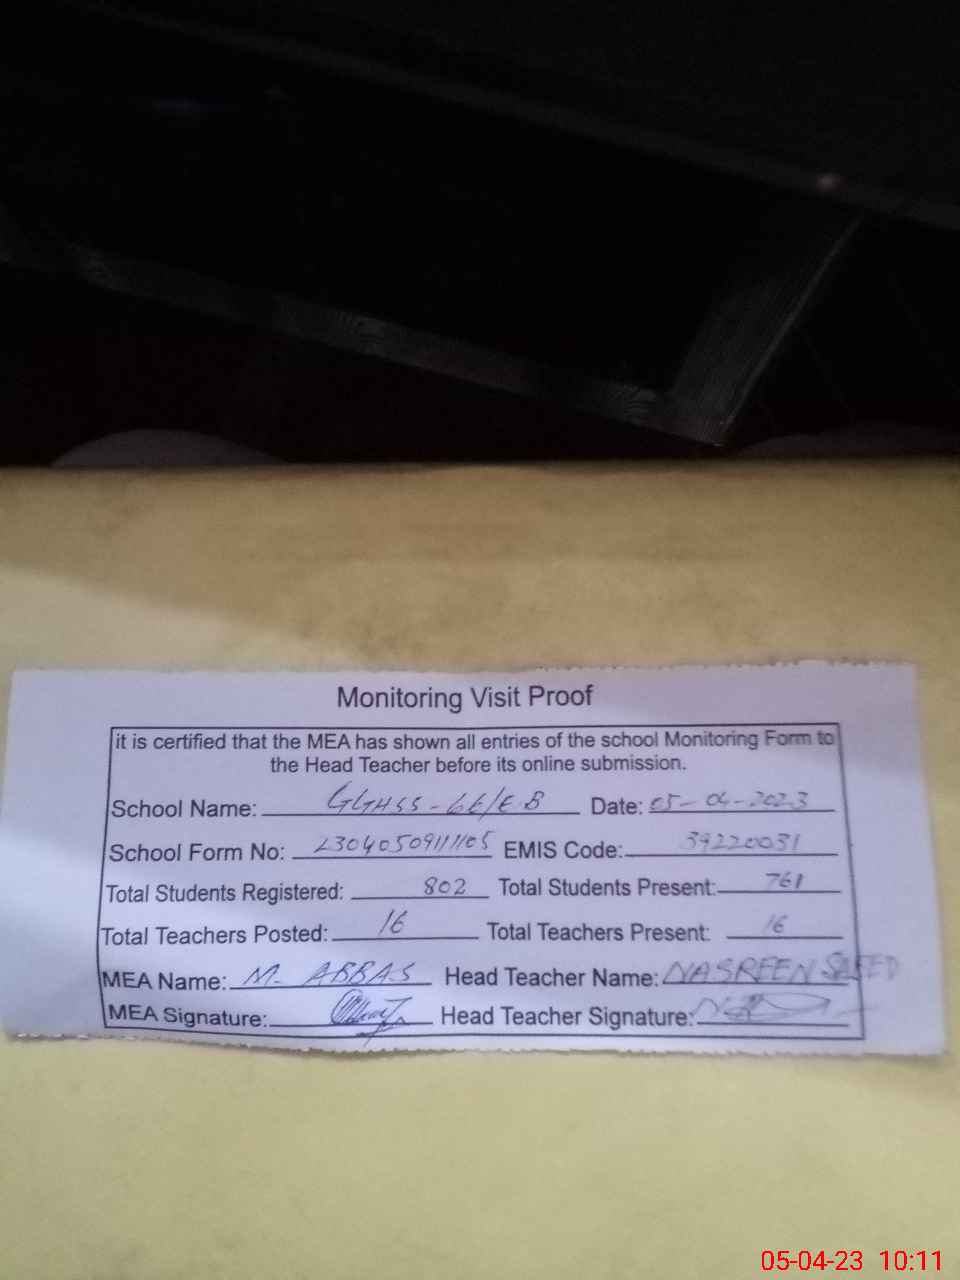 Monitoring Visit Proof
it is certified that the MEA has shown all entries of the school Monitoring Form to
the Head Teacher before its online submission.
School Name: GGHSS-66/E.B Date: 05-04-2023
School Form No: 2304050911105 EMIS Code: 39220031
Total Students Registered: 802 Total Students Present: 761
Total Teachers Posted: 16 Total Teachers Present: 16
MEA Name: M. ABBAS Head Teacher Name: NASREEN SAEED
MEA Signature: Head Teacher Signature:
05-04-23 10:11